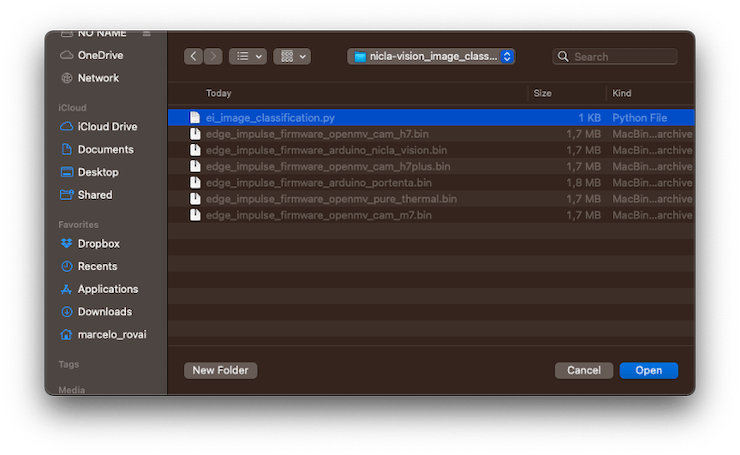 NO NAME
OneDrive
Network
iCloud
iCloud Drive
Documents
Desktop
Shared
Favorites
Dropbox
Recents
Applications
Downloads
marcelo_rovai
Tags
Media
nicla-vision_image_class...
Search
Today Size Kind
ei_image_classification.py 1 KB Python File
edge_impulse_firmware_openmv_cam_h7.bin 1,7 MB MacBin...archive
edge_impulse_firmware_arduino_nicla_vision.bin 1,7 MB MacBin...archive
edge_impulse_firmware_openmv_cam_h7plus.bin 1,7 MB MacBin...archive
edge_impulse_firmware_arduino_portenta.bin 1,8 MB MacBin...archive
edge_impulse_firmware_openmv_pure_thermal.bin 1,7 MB MacBin...archive
edge_impulse_firmware_openmv_cam_m7.bin 1,7 MB MacBin...archive
New Folder Cancel Open